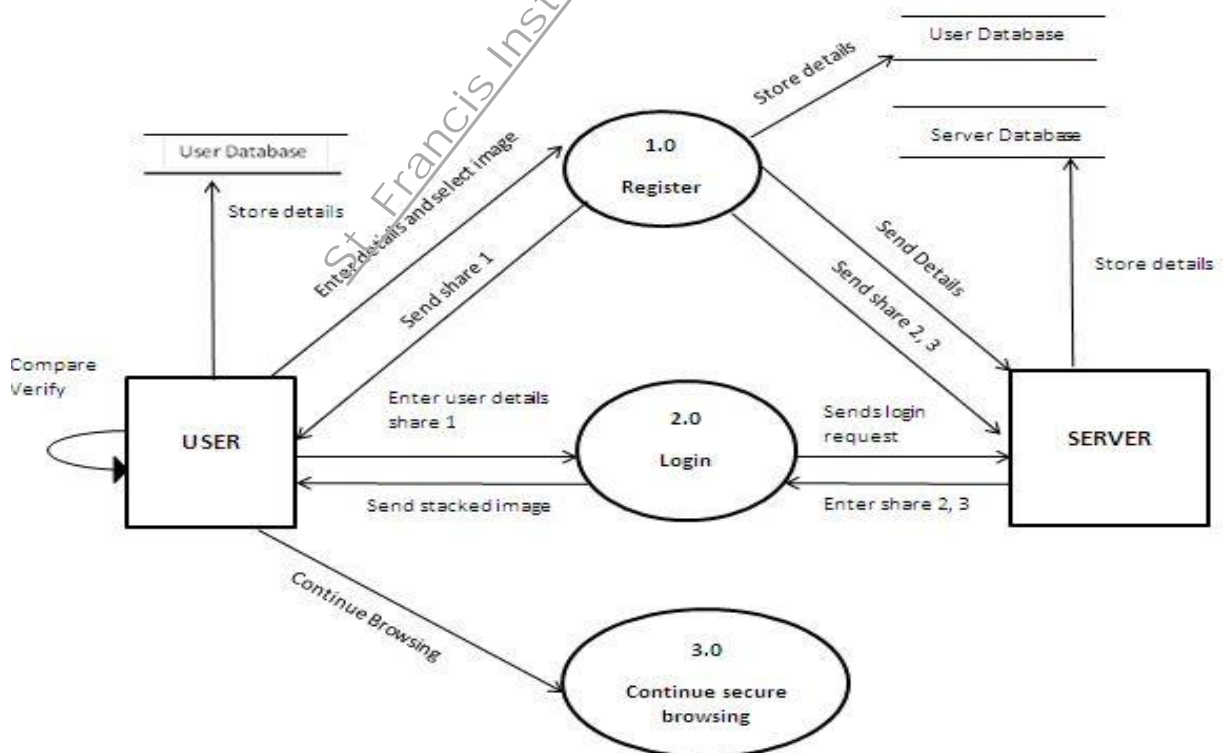 St. Francis Inst
User Database
Store details
Server Database
User Database
1.0
Register
Enter details and select image
Store details
Send share 1
Send Details
Send share 2, 3
Store details
Compare
Verify
USER
Enter user details
share 1
2.0
Login
Sends login
request
SERVER
Send stacked image
Enter share 2, 3
Continue Browsing
3.0
Continue secure
browsing